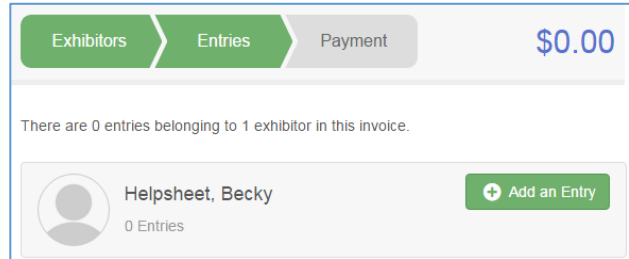 Exhibitors Entries Payment $0.00
There are 0 entries belonging to 1 exhibitor in this invoice.
Helpsheet, Becky Add an Entry
0 Entries